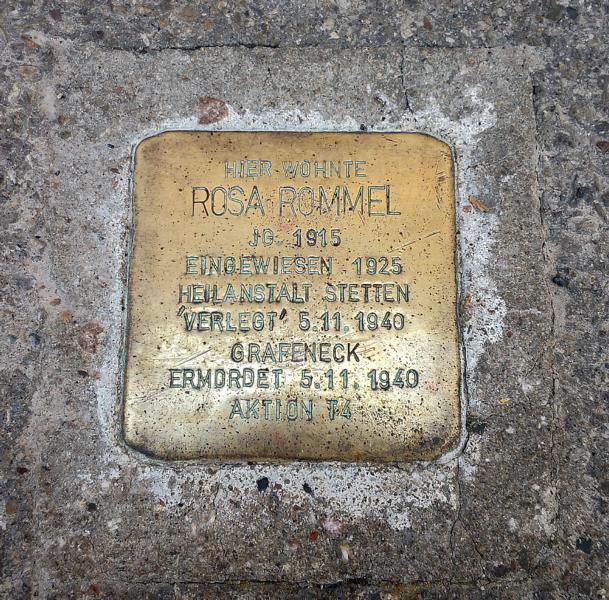 HIER WOHNTE
ROSA ROMMEL
JG. 1915
EINGEWIESEN 1925
HEILANSTALT STETTEN
"VERLEGT" 5.11.1940
GRAFENECK
ERMORDET 5.11.1940
AKTION T4